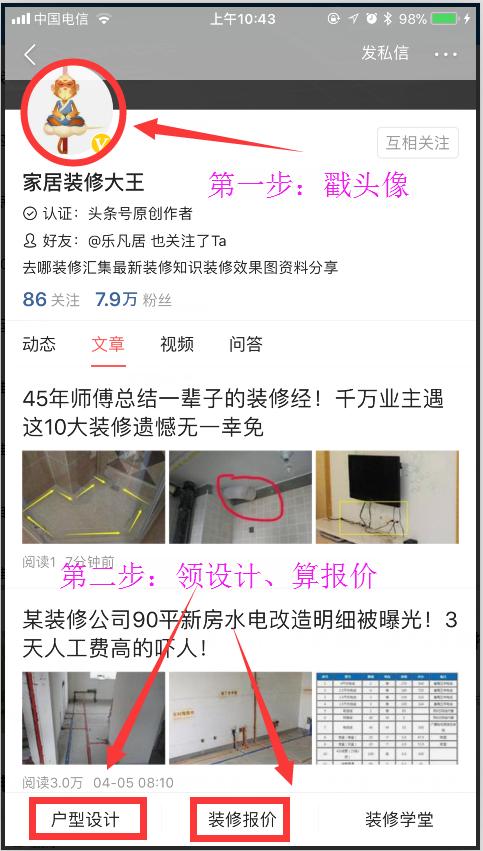 中国电信 上午10:43 98%
发私信
互相关注
第一步：戳头像
家居装修大王
认证：头条号原创作者
好友：@乐凡居 也关注了Ta
去哪装修汇集最新装修知识装修效果图资料分享
86 关注 7.9万 粉丝
动态 文章 视频 问答
45年师傅总结一辈子的装修经！千万业主遇
这10大装修遗憾无一幸免
阅读1 7分钟前
第二步：领设计、算报价
某装修公司90平新房水电改造明细被曝光！3
天人工费高的吓人！
阅读3.0万 04-05 08:10
户型设计 装修报价 装修学堂